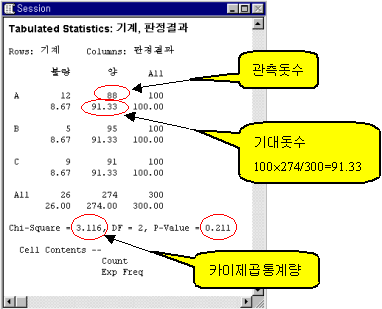 Session
Tabulated Statistics: 기계, 판정결과
Rows: 기계 Columns: 판정결과
불량 양 All
A 12 88 100
8.67 91.33 100.00
B 5 95 100
8.67 91.33 100.00
C 9 91 100
8.67 91.33 100.00
All 26 274 300
26.00 274.00 300.00
Chi-Square = 3.116, DF = 2, P-Value = 0.211
Cell Contents --
Count
Exp Freq
관측돗수
기대돗수
100×274/300=91.33
카이제곱통계량